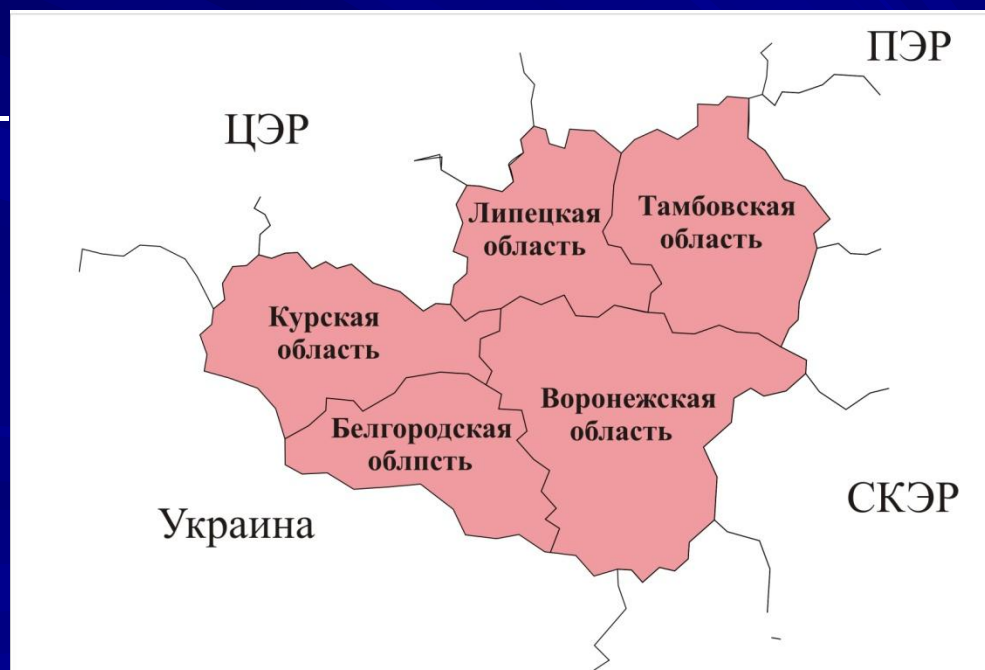 ПЭР
ЦЭР
Липецкая
область
Тамбовская
область
Курская
область
Воронежская
область
Белгородская
облпсть
СКЭР
Украина